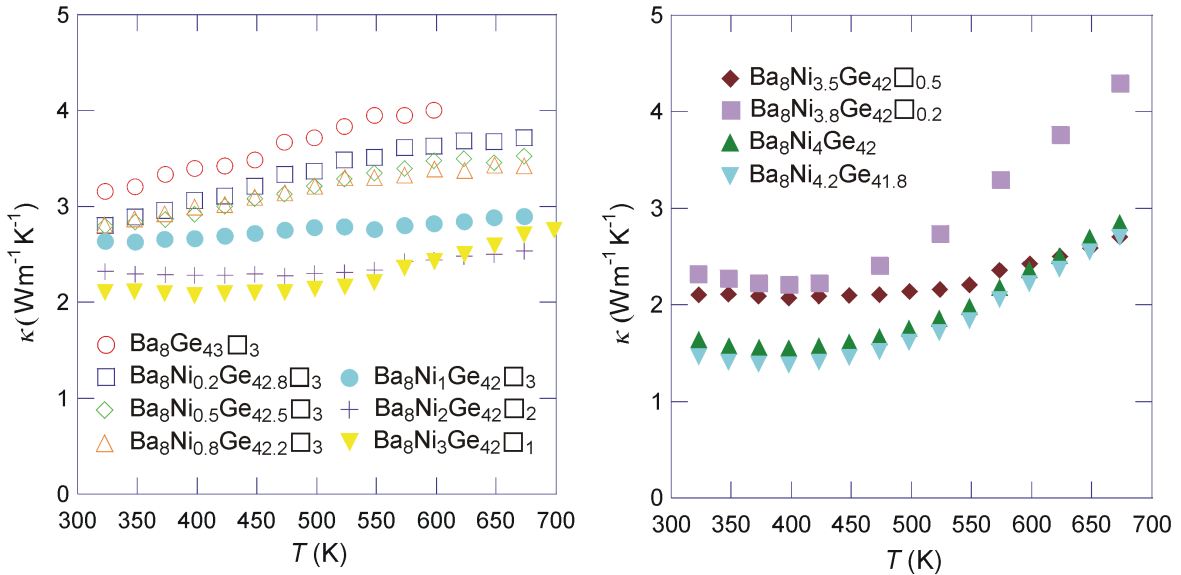 5
4
3
2
1
0
κ (Wm⁻¹K⁻¹)
Ba₈Ge₄₃□₃
Ba₈Ni₀.₂Ge₄₂.₈□₃
Ba₈Ni₀.₅Ge₄₂.₅□₃
Ba₈Ni₀.₈Ge₄₂.₂□₃
Ba₈Ni₁Ge₄₂□₃
Ba₈Ni₂Ge₄₂□₂
Ba₈Ni₃Ge₄₂□₁
300 350 400 450 500 550 600 650 700
T (K)
5
4
3
2
1
0
κ (Wm⁻¹K⁻¹)
Ba₈Ni₃.₅Ge₄₂□₀.₅
Ba₈Ni₃.₈Ge₄₂□₀.₂
Ba₈Ni₄Ge₄₂
Ba₈Ni₄.₂Ge₄₁.₈
300 350 400 450 500 550 600 650 700
T (K)